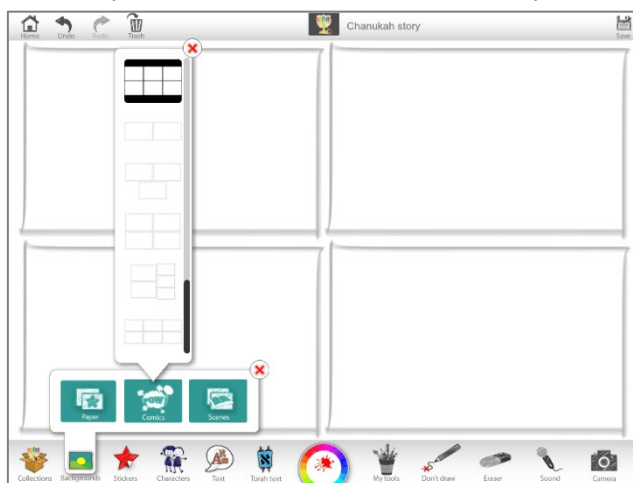 Home Undo Redo Trash Chanukah story Save
POW
Paper Comics Scenes
Collections Backgrounds Stickers Characters Text Torah text My tools Don't draw Eraser Sound Camera